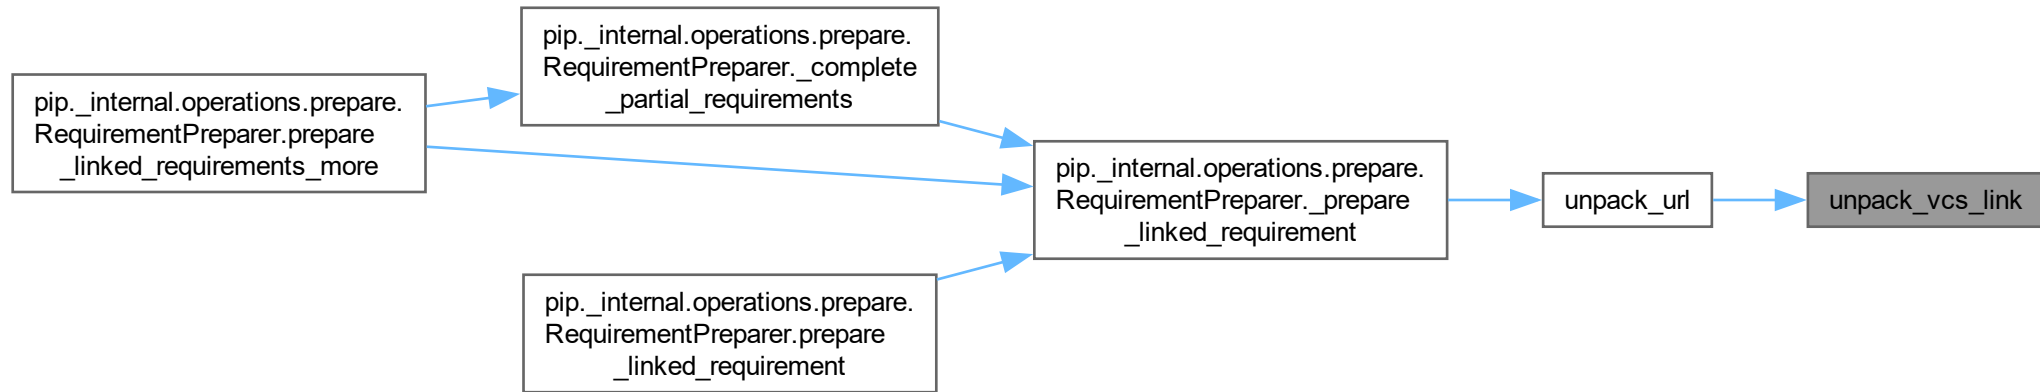 pip._internal.operations.prepare.
RequirementPreparer.prepare
_linked_requirements_more
pip._internal.operations.prepare.
RequirementPreparer._complete
_partial_requirements
pip._internal.operations.prepare.
RequirementPreparer.prepare
_linked_requirement
pip._internal.operations.prepare.
RequirementPreparer._prepare
_linked_requirement
unpack_url
unpack_vcs_link